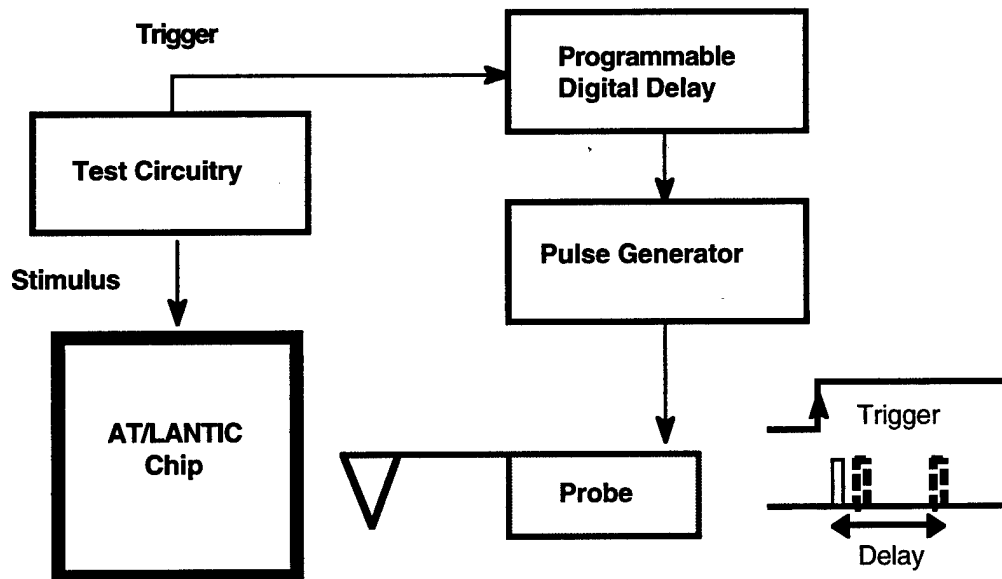 Trigger
Programmable
Digital Delay
Test Circuitry
Pulse Generator
Stimulus
AT/LANTIC
Chip
Probe
Trigger
Delay